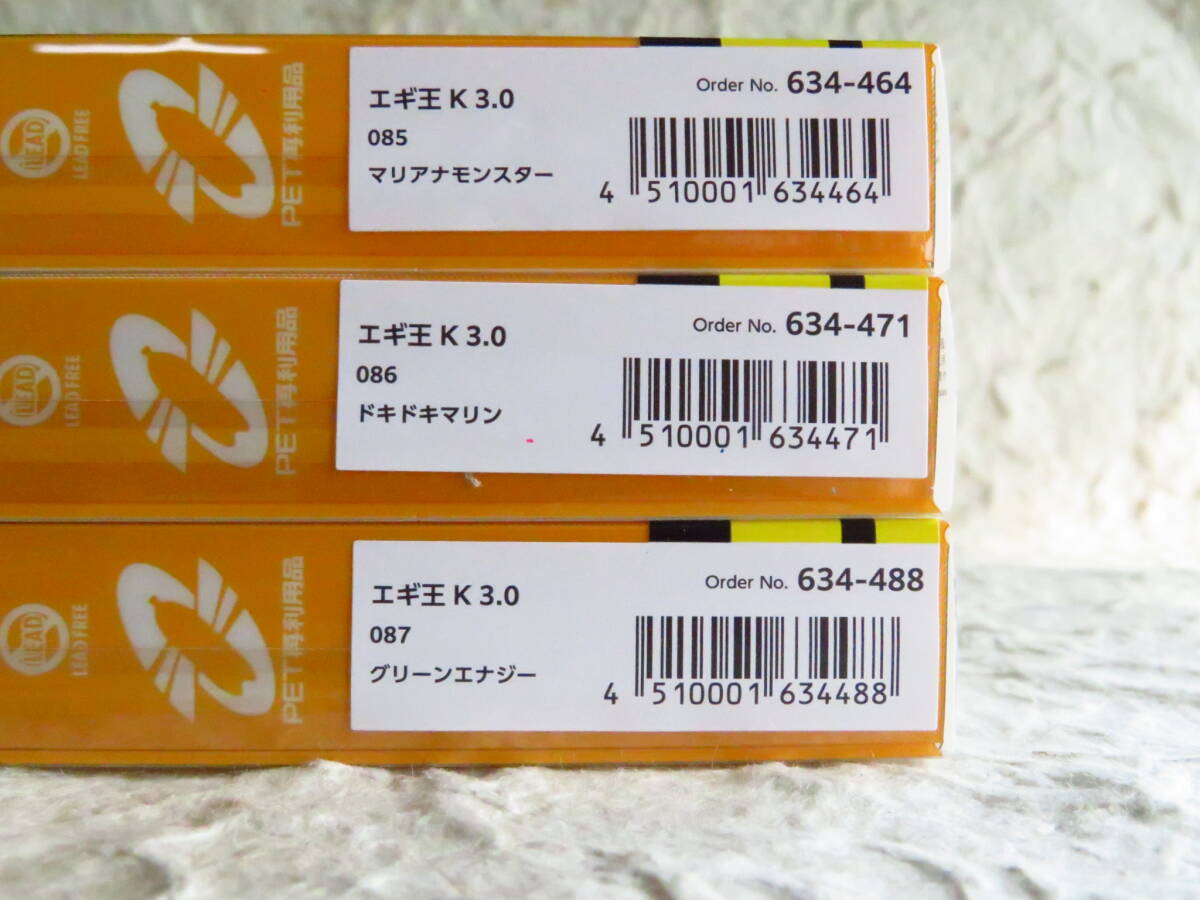 LEAD
LEAD FREE
PET再利用品
エギ王 K 3.0
Order No. 634-464
085
マリアナモンスター
4 510001 634464
LEAD
LEAD FREE
PET再利用品
エギ王 K 3.0
Order No. 634-471
086
ドキドキマリン
4 510001 634471
LEAD
LEAD FREE
PET再利用品
エギ王 K 3.0
Order No. 634-488
087
グリーンエナジー
4 510001 634488